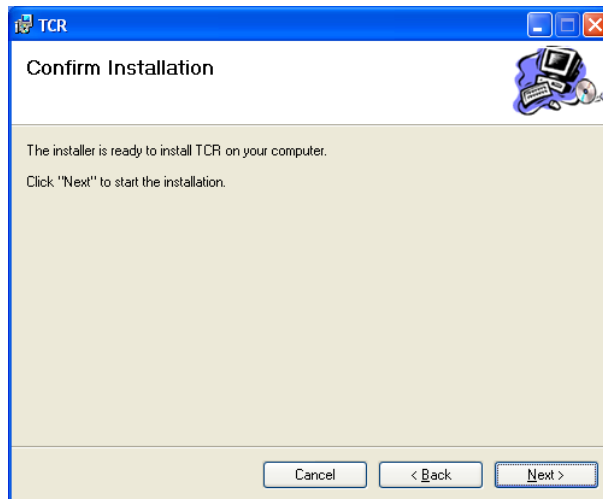 TCR
Confirm Installation
The installer is ready to install TCR on your computer.
Click "Next" to start the installation.
Cancel
< Back
Next >